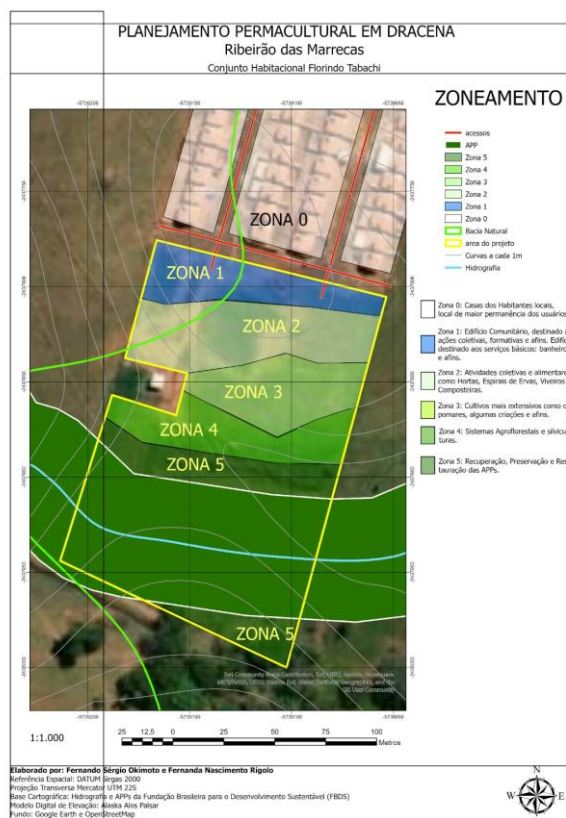 PLANEJAMENTO PERMACULTURAL EM DRACENA
Ribeirão das Marrecas
Conjunto Habitacional Florindo Tabachi
ZONEAMENTO
acessos
APP
Zona 5
Zona 4
Zona 3
Zona 2
Zona 1
Zona 0
Bacia Natural
area do projeto
Curvas a cada 1m
Hidrografia
Zona 0: Casas dos Habitantes locais,
local de maior permanência dos usuários
Zona 1: Edifício Comunitário, destinado
ações coletivas, formativas e afins. Edifí
destinado aos serviços básicos: banheiro
e afins.
Zona 2: Atividades coletivas e alimentare
como Hortas, Espirais de Ervas, Viveiros
Composteiras.
Zona 3: Cultivos mais extensivos como
pomares, algumas criações e afins.
Zona 4: Sistemas Agroflorestais e silvicu
turas.
Zona 5: Recuperação, Preservação e Res
tauração das APPs.
ZONA 0
ZONA 1
ZONA 2
ZONA 3
ZONA 4
ZONA 5
ZONA 5
1:1.000
25 12,5 0 25 50 75 100
Metros
Elaborado por: Fernando Sérgio Okimoto e Fernanda Nascimento Rigolo
Referência Espacial: DATUM Sirgas 2000
Projeção Transversa Mercator UTM 22S
Base Cartográfica: Hidrografia e APPs da Fundação Brasileira para o Desenvolvimento Sustentável (FBDS)
Modelo Digital de Elevação: Alaska Alos Palsar
Fundo: Google Earth e OpenStreetMap
N
W
E